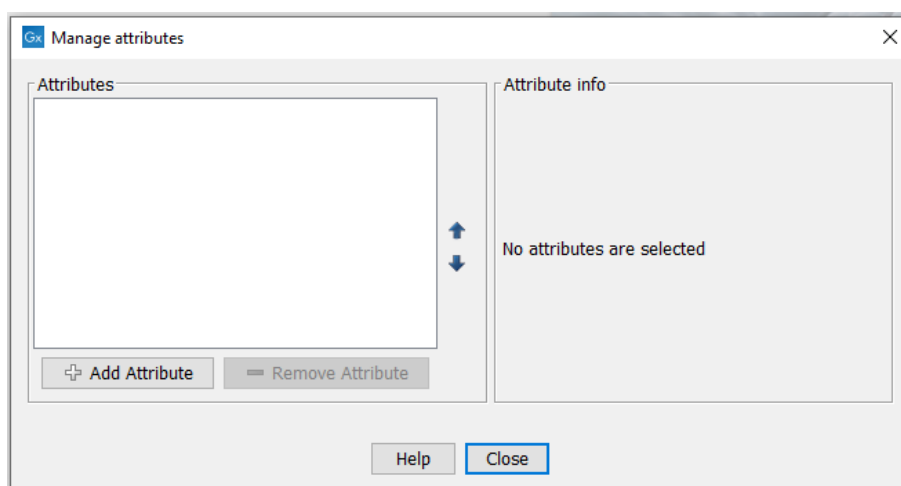 Gx Manage attributes
Attributes
Attribute info
No attributes are selected
Add Attribute
Remove Attribute
Help
Close